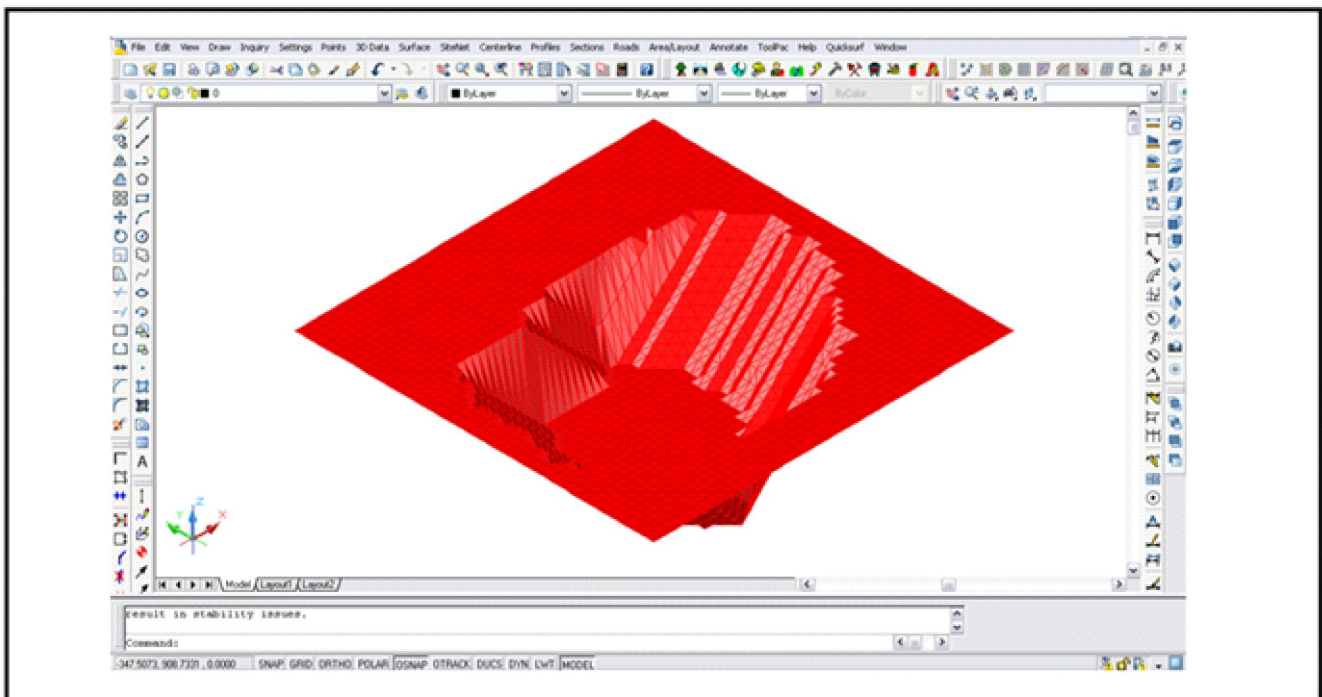 File Edit View Draw Inquiry Settings Points 3D Data Surface SiteNet Centerline Profiles Sections Roads Area/Layout Annotate ToolPac Help Quicksurf Window
0 ByLayer ByLayer ByLayer ByColor
A
Z
Y X
Model Layout1 Layout2
result in stability issues.
Command:
-347.5073, 908.7331 , 0.0000 SNAP GRID ORTHO POLAR OSNAP OTRACK DUCS DYN LWT MODEL